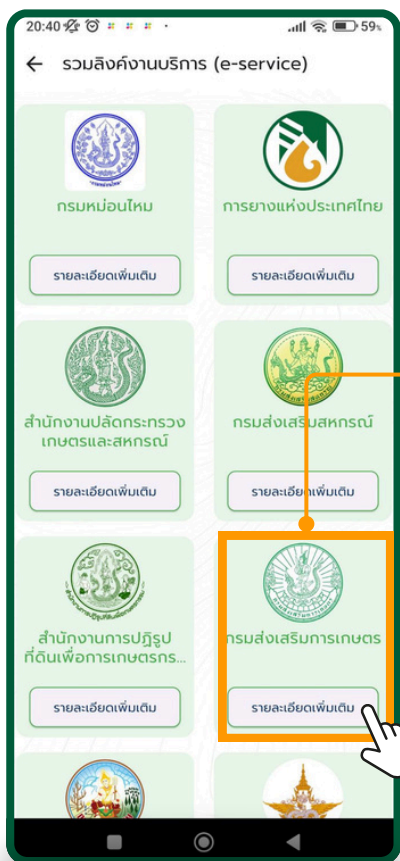 20:40
59%
รวมลิงค์งานบริการ (e-service)
กรมหม่อนไหม
การยางแห่งประเทศไทย
รายละเอียดเพิ่มเติม
รายละเอียดเพิ่มเติม
สำนักงานปลัดกระทรวง
เกษตรและสหกรณ์
กรมส่งเสริมสหกรณ์
รายละเอียดเพิ่มเติม
รายละเอียดเพิ่มเติม
สำนักงานการปฏิรูป
ที่ดินเพื่อการเกษตรกร...
กรมส่งเสริมการเกษตร
รายละเอียดเพิ่มเติม
รายละเอียดเพิ่มเติม